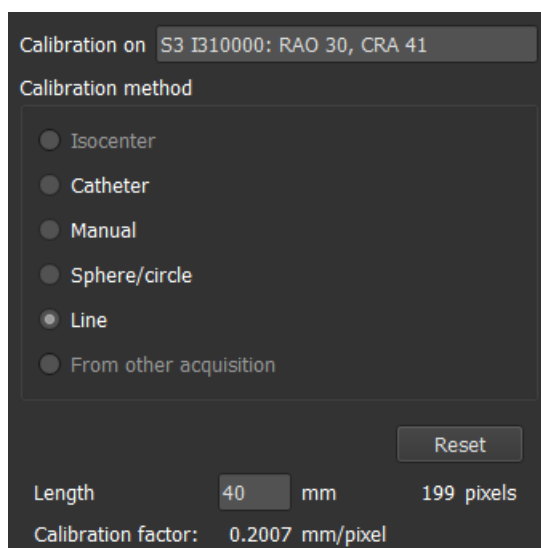 Calibration on S3 I310000: RAO 30, CRA 41
Calibration method
Isocenter
Catheter
Manual
Sphere/circle
Line
From other acquisition
Reset
Length 40 mm 199 pixels
Calibration factor: 0.2007 mm/pixel